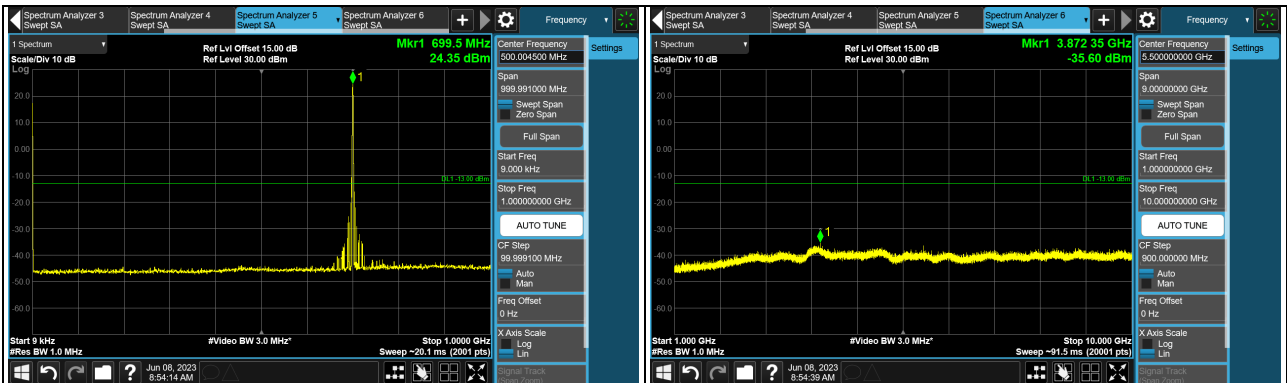 Spectrum Analyzer 3
Swept SA
Spectrum Analyzer 4
Swept SA
Spectrum Analyzer 5
Swept SA
Spectrum Analyzer 6
Swept SA
+
Frequency
1 Spectrum
Scale/Div 10 dB
Log
Ref Lvl Offset 15.00 dB
Ref Level 30.00 dBm
Mkr1 699.5 MHz
24.35 dBm
1
20.0
10.0
0.00
-10.0
DL1 -13.00 dBm
-20.0
-30.0
-40.0
-50.0
-60.0
Start 9 kHz
#Res BW 1.0 MHz
#Video BW 3.0 MHz*
Stop 1.0000 GHz
Sweep ~20.1 ms (2001 pts)
Center Frequency
500.004500 MHz
Settings
Span
999.991000 MHz
Swept Span
Zero Span
Full Span
Start Freq
9.000 kHz
Stop Freq
1.000000000 GHz
AUTO TUNE
CF Step
99.999100 MHz
Auto
Man
Freq Offset
0 Hz
X Axis Scale
Log
Lin
Signal Track
(Span Zoom)
?
Jun 08, 2023
8:54:14 AM
Spectrum Analyzer 3
Swept SA
Spectrum Analyzer 4
Swept SA
Spectrum Analyzer 5
Swept SA
Spectrum Analyzer 6
Swept SA
+
Frequency
1 Spectrum
Scale/Div 10 dB
Log
Ref Lvl Offset 15.00 dB
Ref Level 30.00 dBm
Mkr1 3.872 35 GHz
-35.60 dBm
1
20.0
10.0
0.00
-10.0
DL1 -13.00 dBm
-20.0
-30.0
-40.0
-50.0
-60.0
Start 1.000 GHz
#Res BW 1.0 MHz
#Video BW 3.0 MHz*
Stop 10.000 GHz
Sweep ~91.5 ms (20001 pts)
Center Frequency
5.500000000 GHz
Settings
Span
9.00000000 GHz
Swept Span
Zero Span
Full Span
Start Freq
1.000000000 GHz
Stop Freq
10.000000000 GHz
AUTO TUNE
CF Step
900.000000 MHz
Auto
Man
Freq Offset
0 Hz
X Axis Scale
Log
Lin
Signal Track
(Span Zoom)
?
Jun 08, 2023
8:54:39 AM